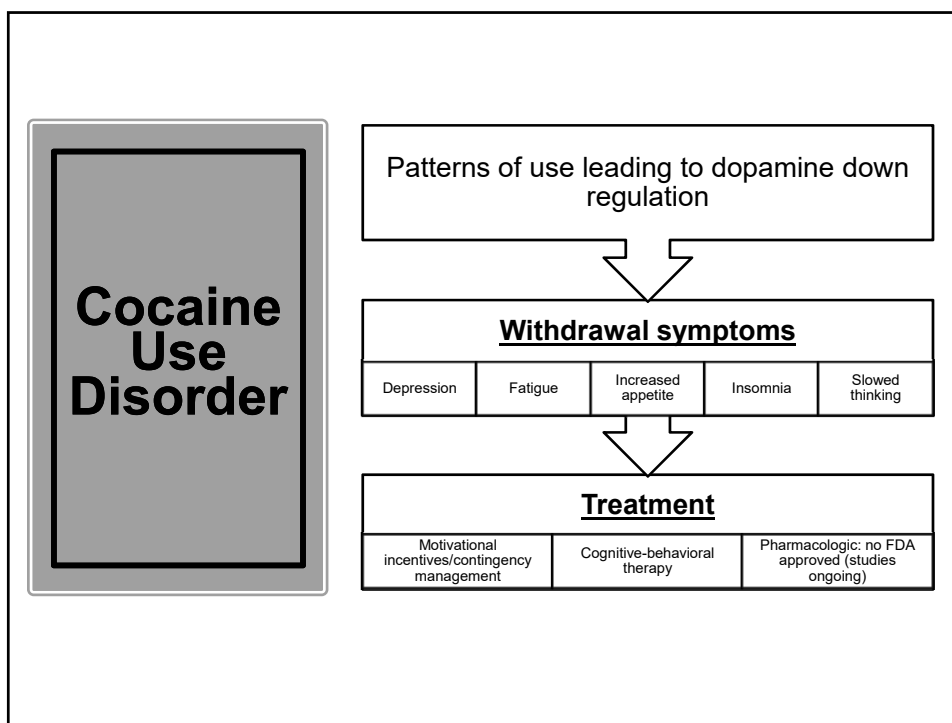 Cocaine
Use
Disorder
Patterns of use leading to dopamine down
regulation
Withdrawal symptoms
Depression
Fatigue
Increased
appetite
Insomnia
Slowed
thinking
Treatment
Motivational
incentives/contingency
management
Cognitive-behavioral
therapy
Pharmacologic: no FDA
approved (studies
ongoing)